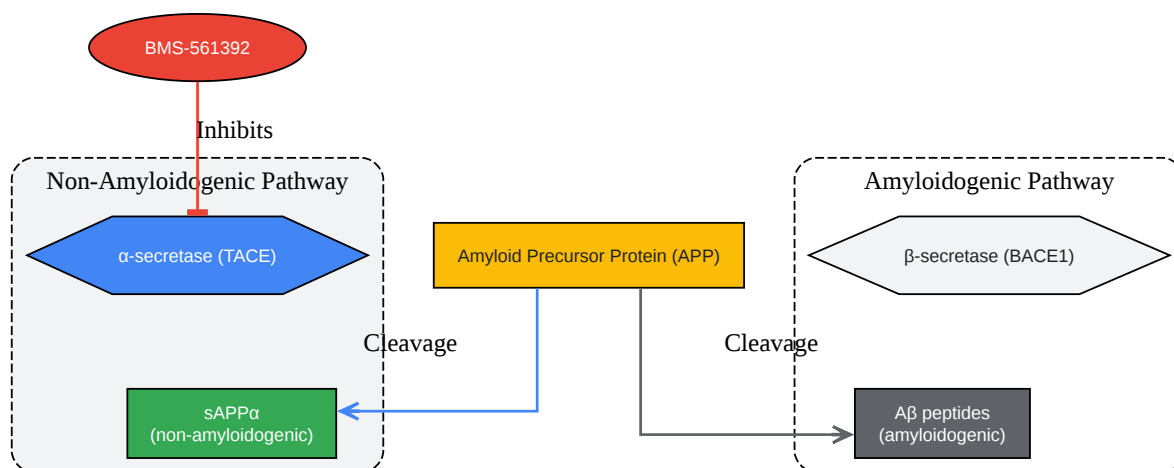 BMS-561392
Inhibits
Non-Amyloidogenic Pathway
Amyloidogenic Pathway
α-secretase (TACE)
Amyloid Precursor Protein (APP)
β-secretase (BACE1)
Cleavage
Cleavage
sAPPα
(non-amyloidogenic)
Aβ peptides
(amyloidogenic)